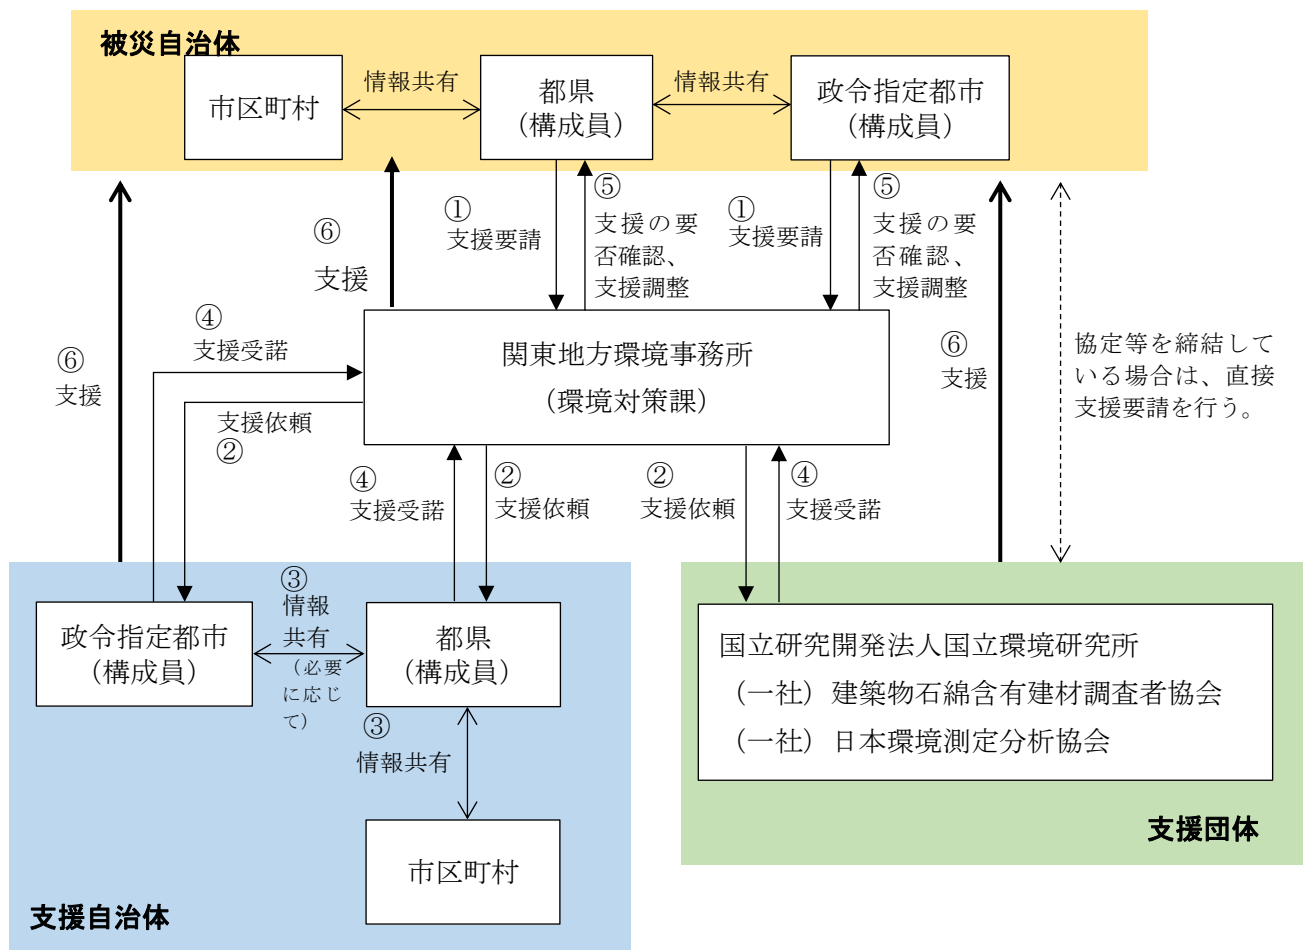 被災自治体
市区町村
情報共有
都県
（構成員）
情報共有
政令指定都市
（構成員）
①
支援要請
⑤
支援の要
否確認、
支援調整
①
支援要請
⑤
支援の要
否確認、
支援調整
⑥
支援
④
支援受諾
⑥
支援
支援依頼
②
関東地方環境事務所
（環境対策課）
⑥
支援
協定等を締結して
いる場合は、直接
支援要請を行う。
④
支援受諾
②
支援依頼
②
支援依頼
④
支援受諾
政令指定都市
（構成員）
③
情報
共有
（必要
に応じ
て）
都県
（構成員）
③
情報共有
市区町村
支援自治体
国立研究開発法人国立環境研究所
（一社）建築物石綿含有建材調査者協会
（一社）日本環境測定分析協会
支援団体